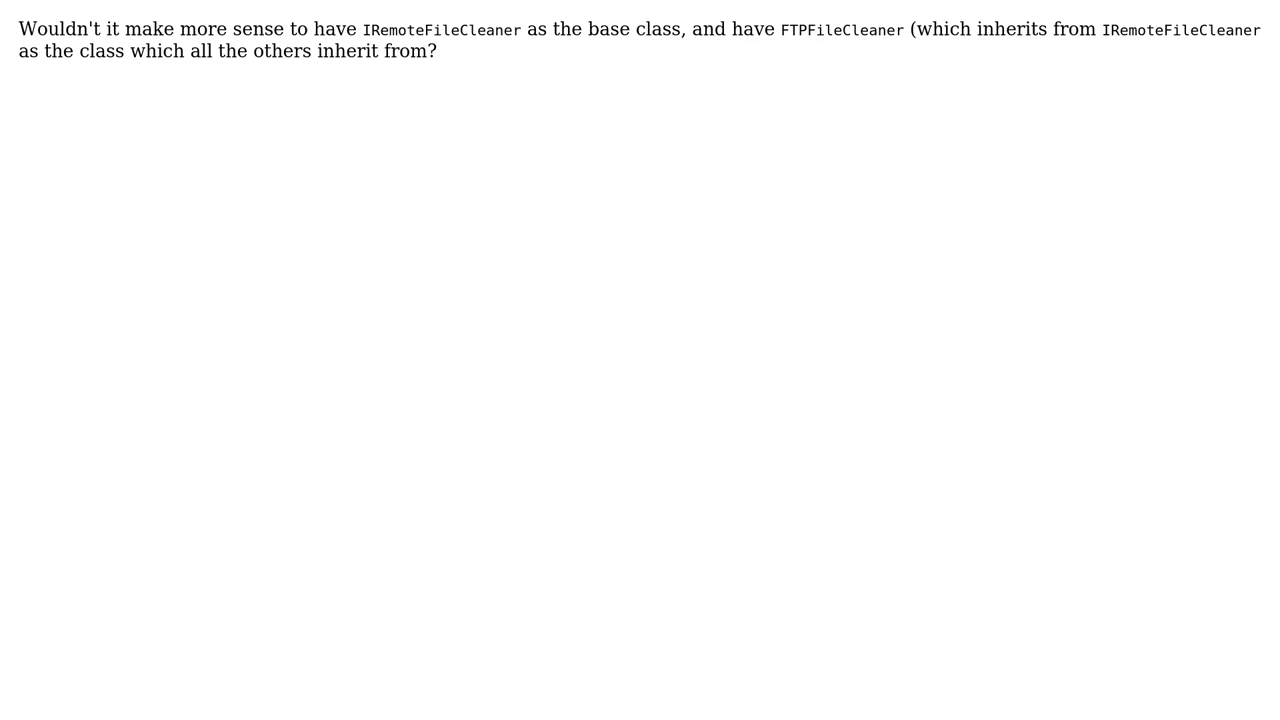 Wouldn't it make more sense to have IRemoteFileCleaner as the base class, and have FTPFileCleaner (which inherits from IRemoteFileCleaner
as the class which all the others inherit from?